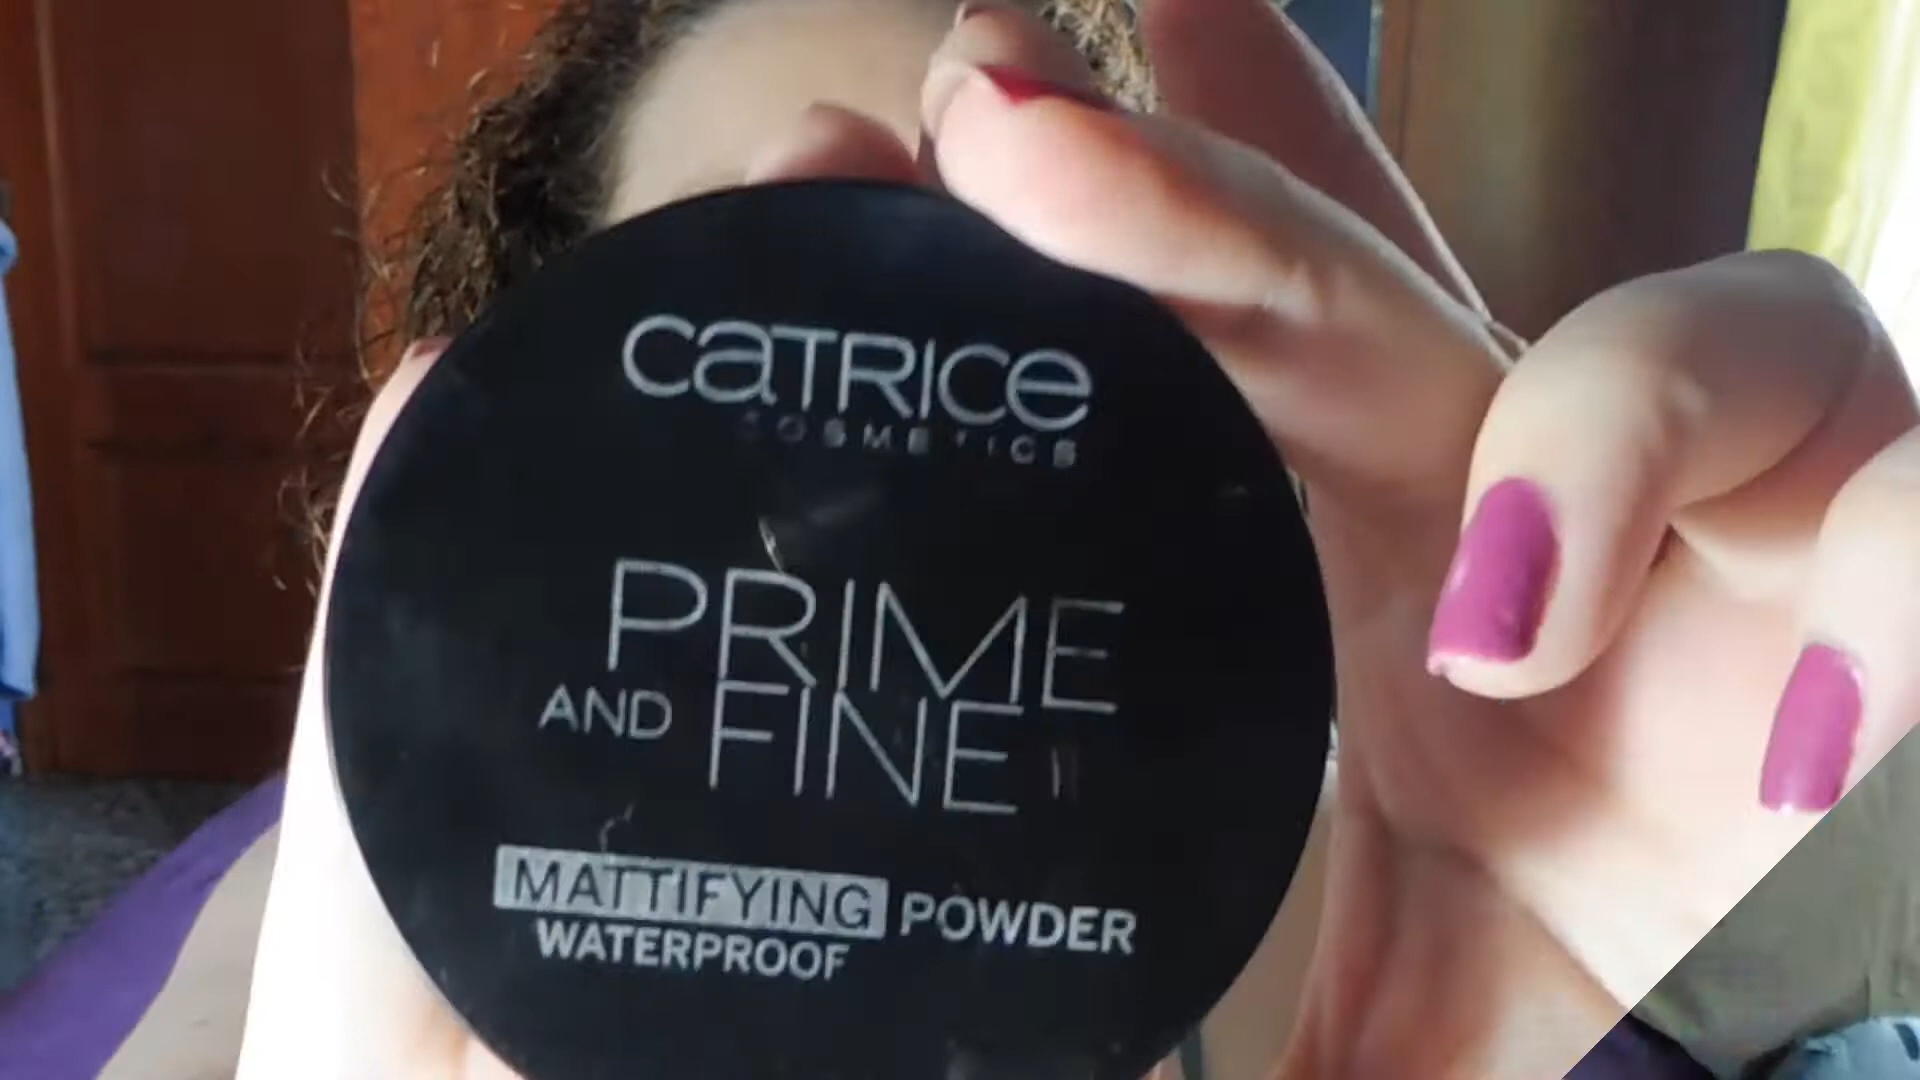 CATRICE
COSMETICS
PRIME
AND FINE
MATTIFYING POWDER
WATERPROOF